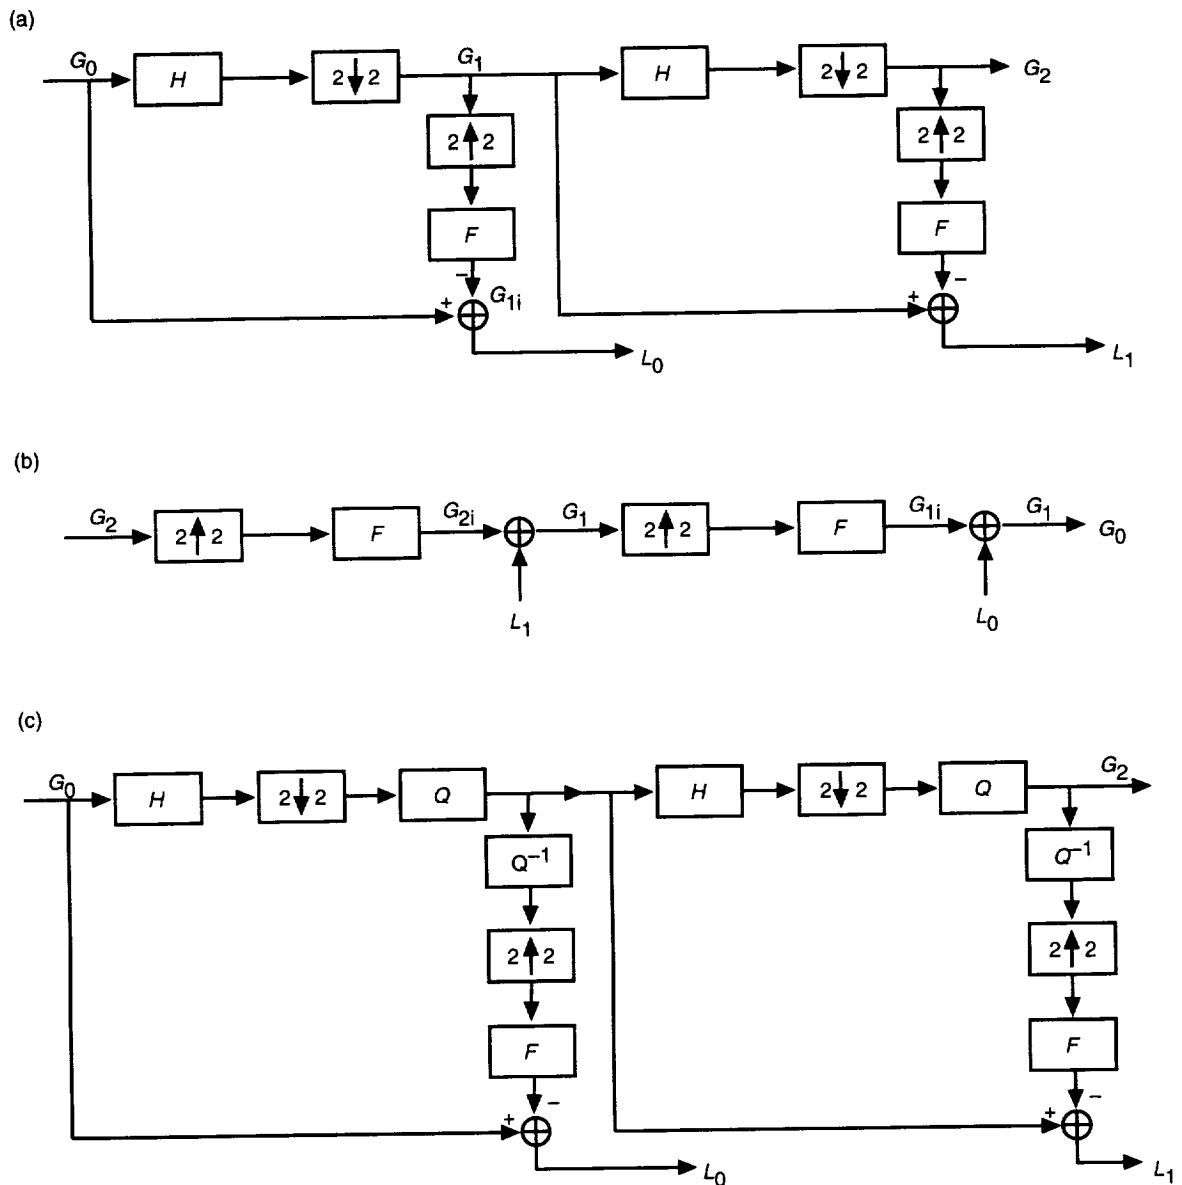 (a)
G0 H 2↓2 G1 H 2↓2 G2
2↑2 2↑2
F F
– –
+ G1i +
L0 L1
(b)
G2 2↑2 F G2i G1 2↑2 F G1i G1 G0
L1 L0
(c)
G0 H 2↓2 Q H 2↓2 Q G2
Q–1 Q–1
2↑2 2↑2
F F
– –
+ +
L0 L1